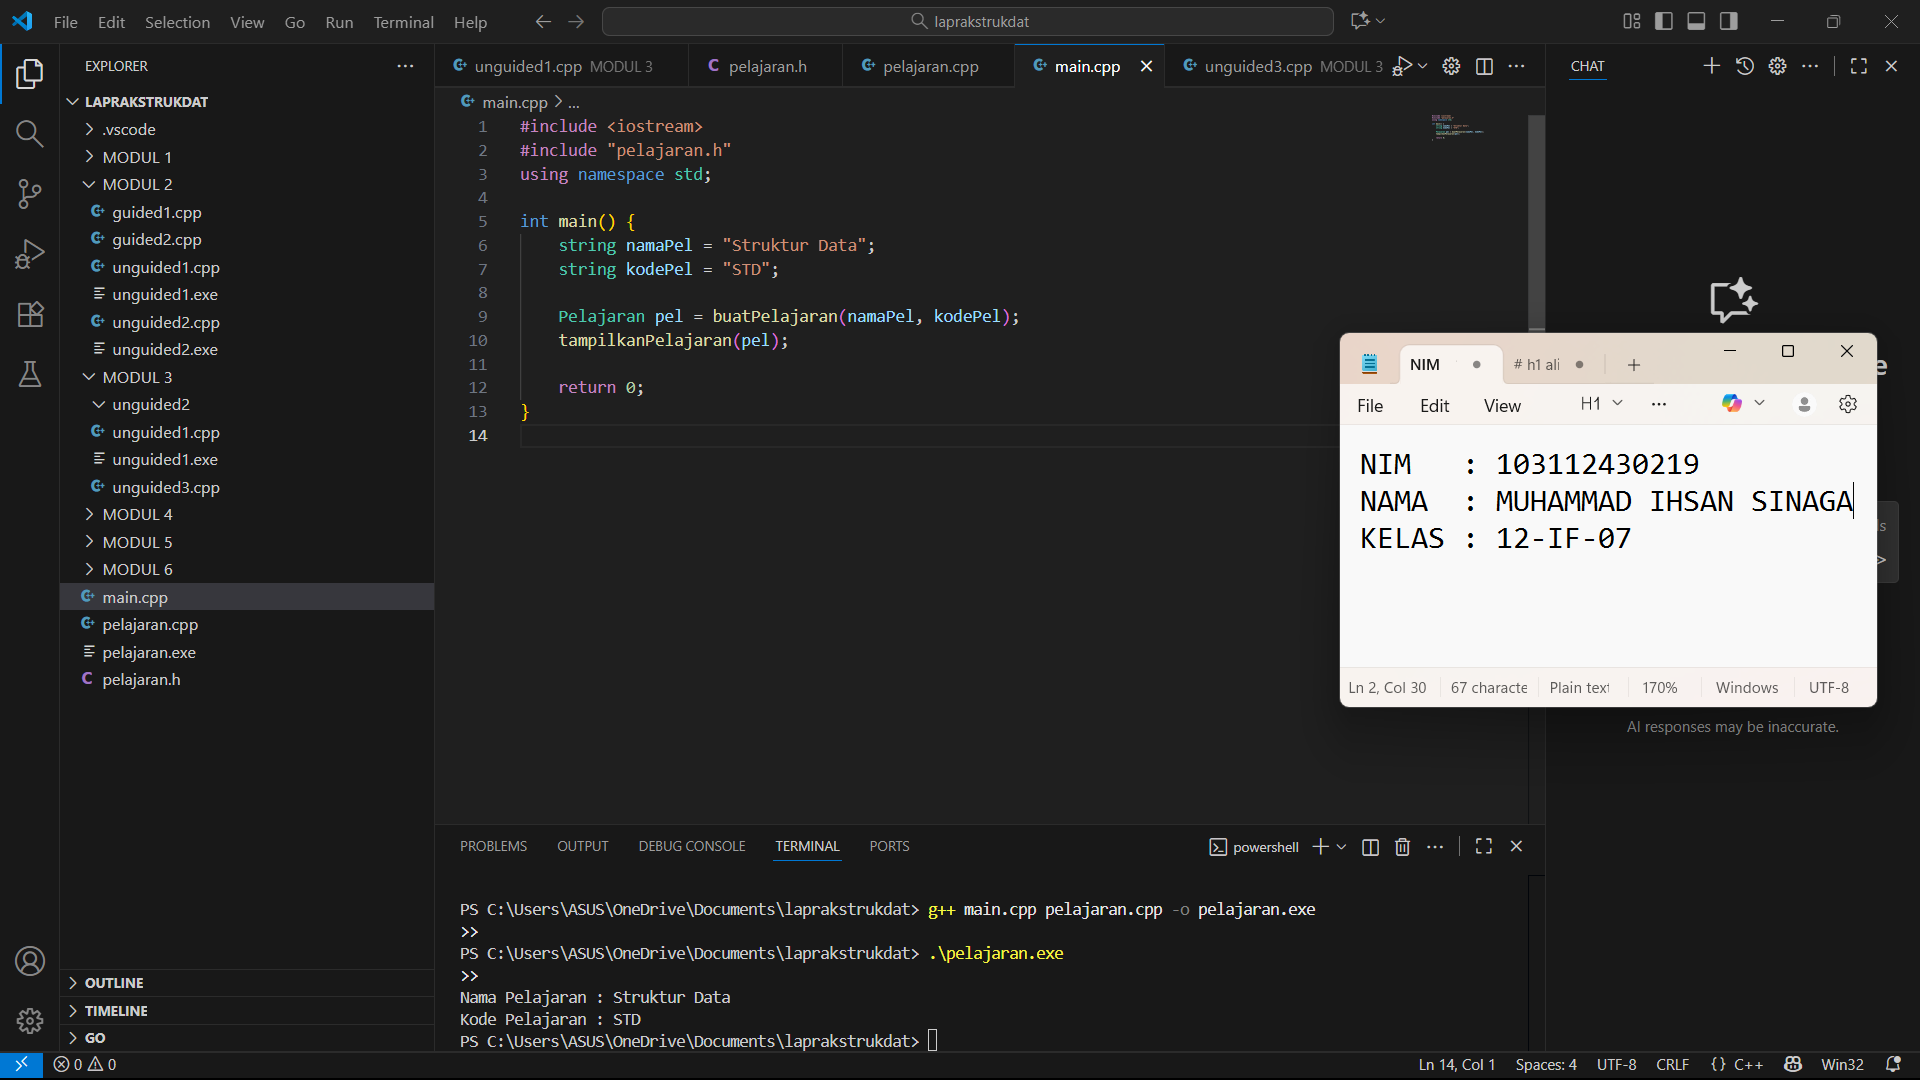 File Edit Selection View Go Run Terminal Help
laprakstrukdat
EXPLORER
LAPRAKSTRUKDAT
.vscode
MODUL 1
MODUL 2
guided1.cpp
guided2.cpp
unguided1.cpp
unguided1.exe
unguided2.cpp
unguided2.exe
MODUL 3
unguided2
unguided1.cpp
unguided1.exe
unguided3.cpp
MODUL 4
MODUL 5
MODUL 6
main.cpp
pelajaran.cpp
pelajaran.exe
pelajaran.h
OUTLINE
TIMELINE
GO
unguided1.cpp MODUL 3
pelajaran.h
pelajaran.cpp
main.cpp
unguided3.cpp MODUL 3
main.cpp > ...
1 #include <iostream>
2 #include "pelajaran.h"
3 using namespace std;
4
5 int main() {
6 string namaPel = "Struktur Data";
7 string kodePel = "STD";
8
9 Pelajaran pel = buatPelajaran(namaPel, kodePel);
10 tampilkanPelajaran(pel);
11
12 return 0;
13 }
14
PROBLEMS OUTPUT DEBUG CONSOLE TERMINAL PORTS
powershell
PS C:\Users\ASUS\OneDrive\Documents\laprakstrukdat> g++ main.cpp pelajaran.cpp -o pelajaran.exe
>>
PS C:\Users\ASUS\OneDrive\Documents\laprakstrukdat> .\pelajaran.exe
>>
Nama Pelajaran : Struktur Data
Kode Pelajaran : STD
PS C:\Users\ASUS\OneDrive\Documents\laprakstrukdat>
CHAT
NIM
# h1 ali
File Edit View H1
NIM : 103112430219
NAMA : MUHAMMAD IHSAN SINAGA
KELAS : 12-IF-07
Ln 2, Col 30 67 characte Plain text 170% Windows UTF-8
AI responses may be inaccurate.
0 0
Ln 14, Col 1 Spaces: 4 UTF-8 CRLF {} C++ Win32